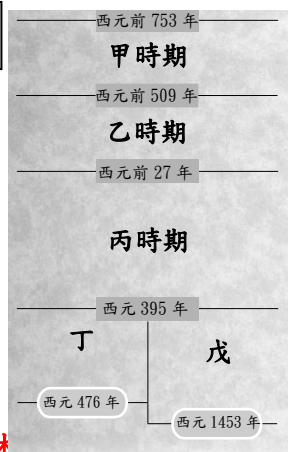 西元前 753 年
甲時期
西元前 509 年
乙時期
西元前 27 年
丙時期
西元 395 年
丁
戊
西元 476 年
西元 1453 年